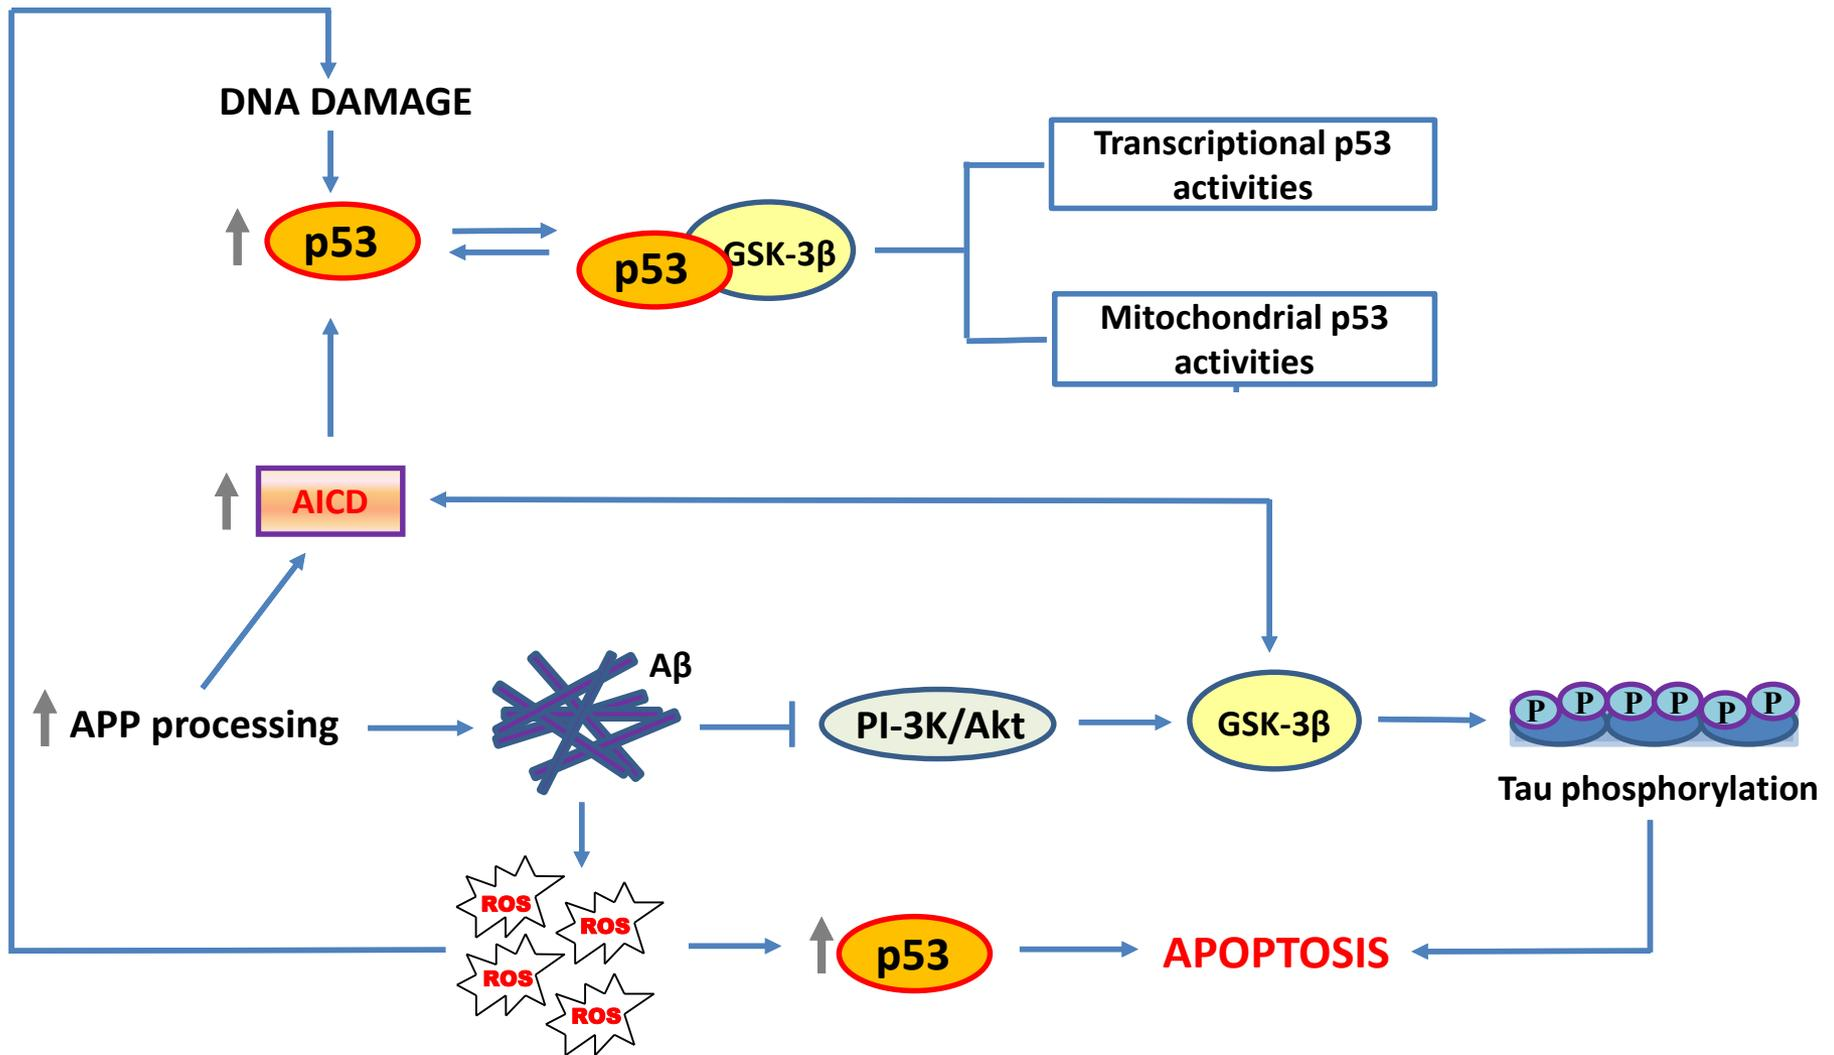 DNA DAMAGE
Transcriptional p53
activities
p53
p53
GSK-3β
Mitochondrial p53
activities
AICD
Aβ
APP processing
PI-3K/Akt
GSK-3β
P P P P P P
Tau phosphorylation
ROS
ROS
ROS
ROS
p53
APOPTOSIS